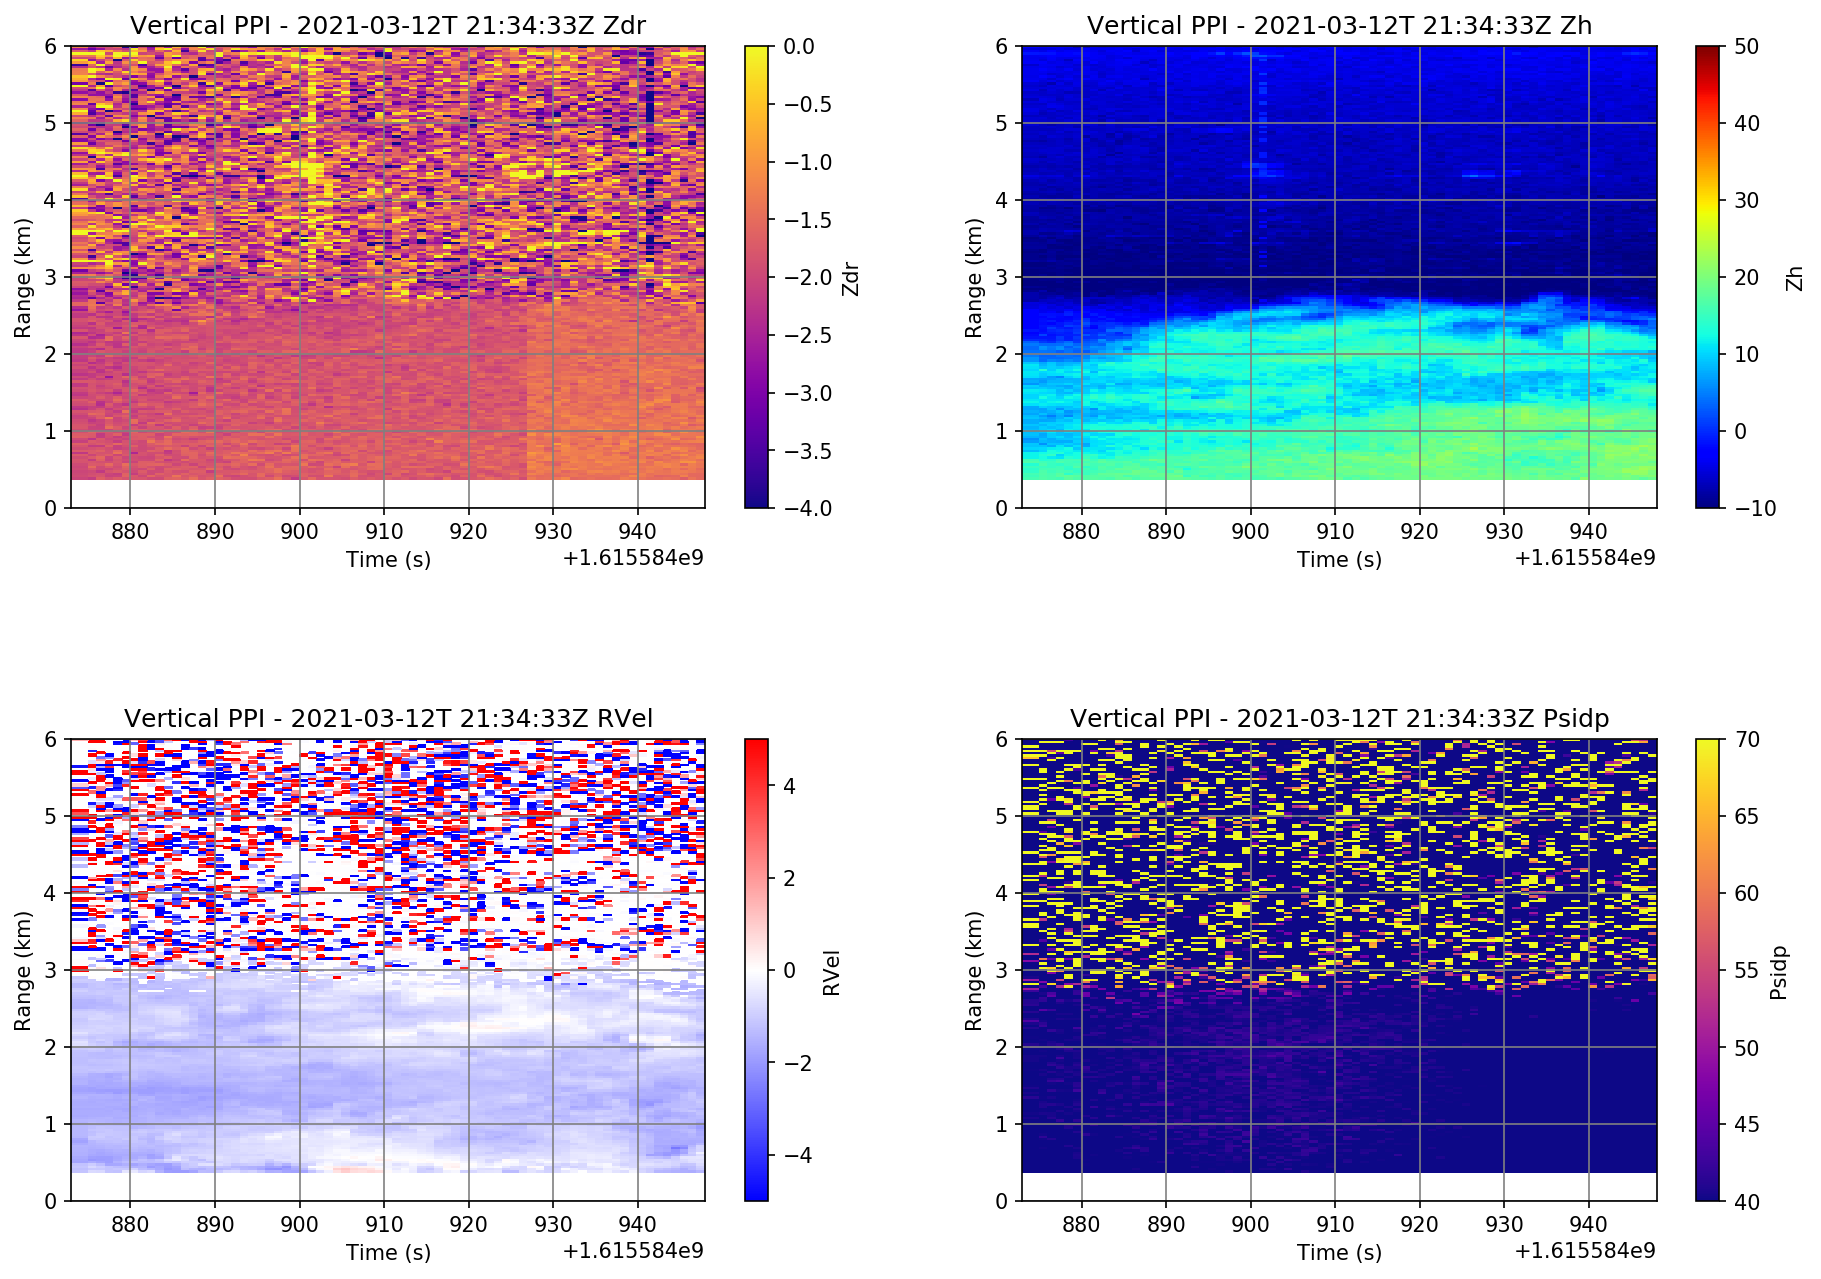 Vertical PPI - 2021-03-12T 21:34:33Z Zdr
6
5
4
3
2
1
0
Range (km)
880 890 900 910 920 930 940
Time (s)
+1.615584e9
0.0
−0.5
−1.0
−1.5
−2.0
−2.5
−3.0
−3.5
−4.0
Zdr
Vertical PPI - 2021-03-12T 21:34:33Z Zh
6
5
4
3
2
1
0
Range (km)
880 890 900 910 920 930 940
Time (s)
+1.615584e9
50
40
30
20
10
0
−10
Zh
Vertical PPI - 2021-03-12T 21:34:33Z RVel
6
5
4
3
2
1
0
Range (km)
880 890 900 910 920 930 940
Time (s)
+1.615584e9
4
2
0
−2
−4
RVel
Vertical PPI - 2021-03-12T 21:34:33Z Psidp
6
5
4
3
2
1
0
Range (km)
880 890 900 910 920 930 940
Time (s)
+1.615584e9
70
65
60
55
50
45
40
Psidp